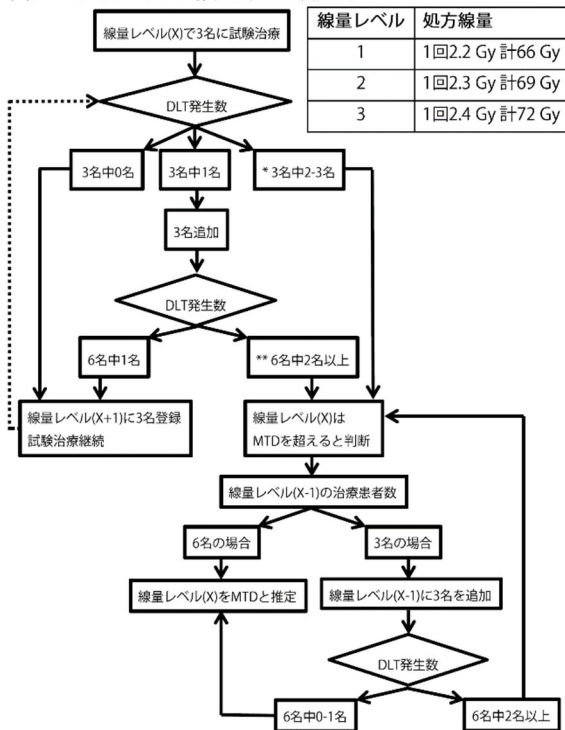 線量レベル(X)で3名に試験治療
線量レベル 処方線量
1 1回2.2 Gy 計66 Gy
2 1回2.3 Gy 計69 Gy
3 1回2.4 Gy 計72 Gy
DLT発生数
3名中0名
3名中1名
* 3名中2-3名
3名追加
DLT発生数
6名中1名
** 6名中2名以上
線量レベル(X+1)に3名登録
試験治療継続
線量レベル(X)は
MTDを超えると判断
線量レベル(X-1)の治療患者数
6名の場合
3名の場合
線量レベル(X)をMTDと推定
線量レベル(X-1)に3名を追加
DLT発生数
6名中0-1名
6名中2名以上